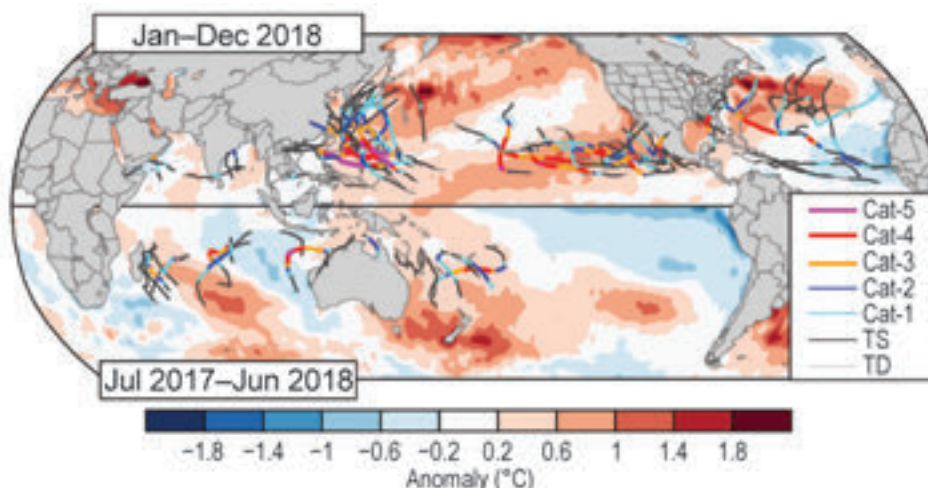 Jan–Dec 2018
Cat-5
Cat-4
Cat-3
Cat-2
Cat-1
TS
TD
Jul 2017–Jun 2018
−1.8 −1.4 −1 −0.6 −0.2 0.2 0.6 1 1.4 1.8
Anomaly (°C)